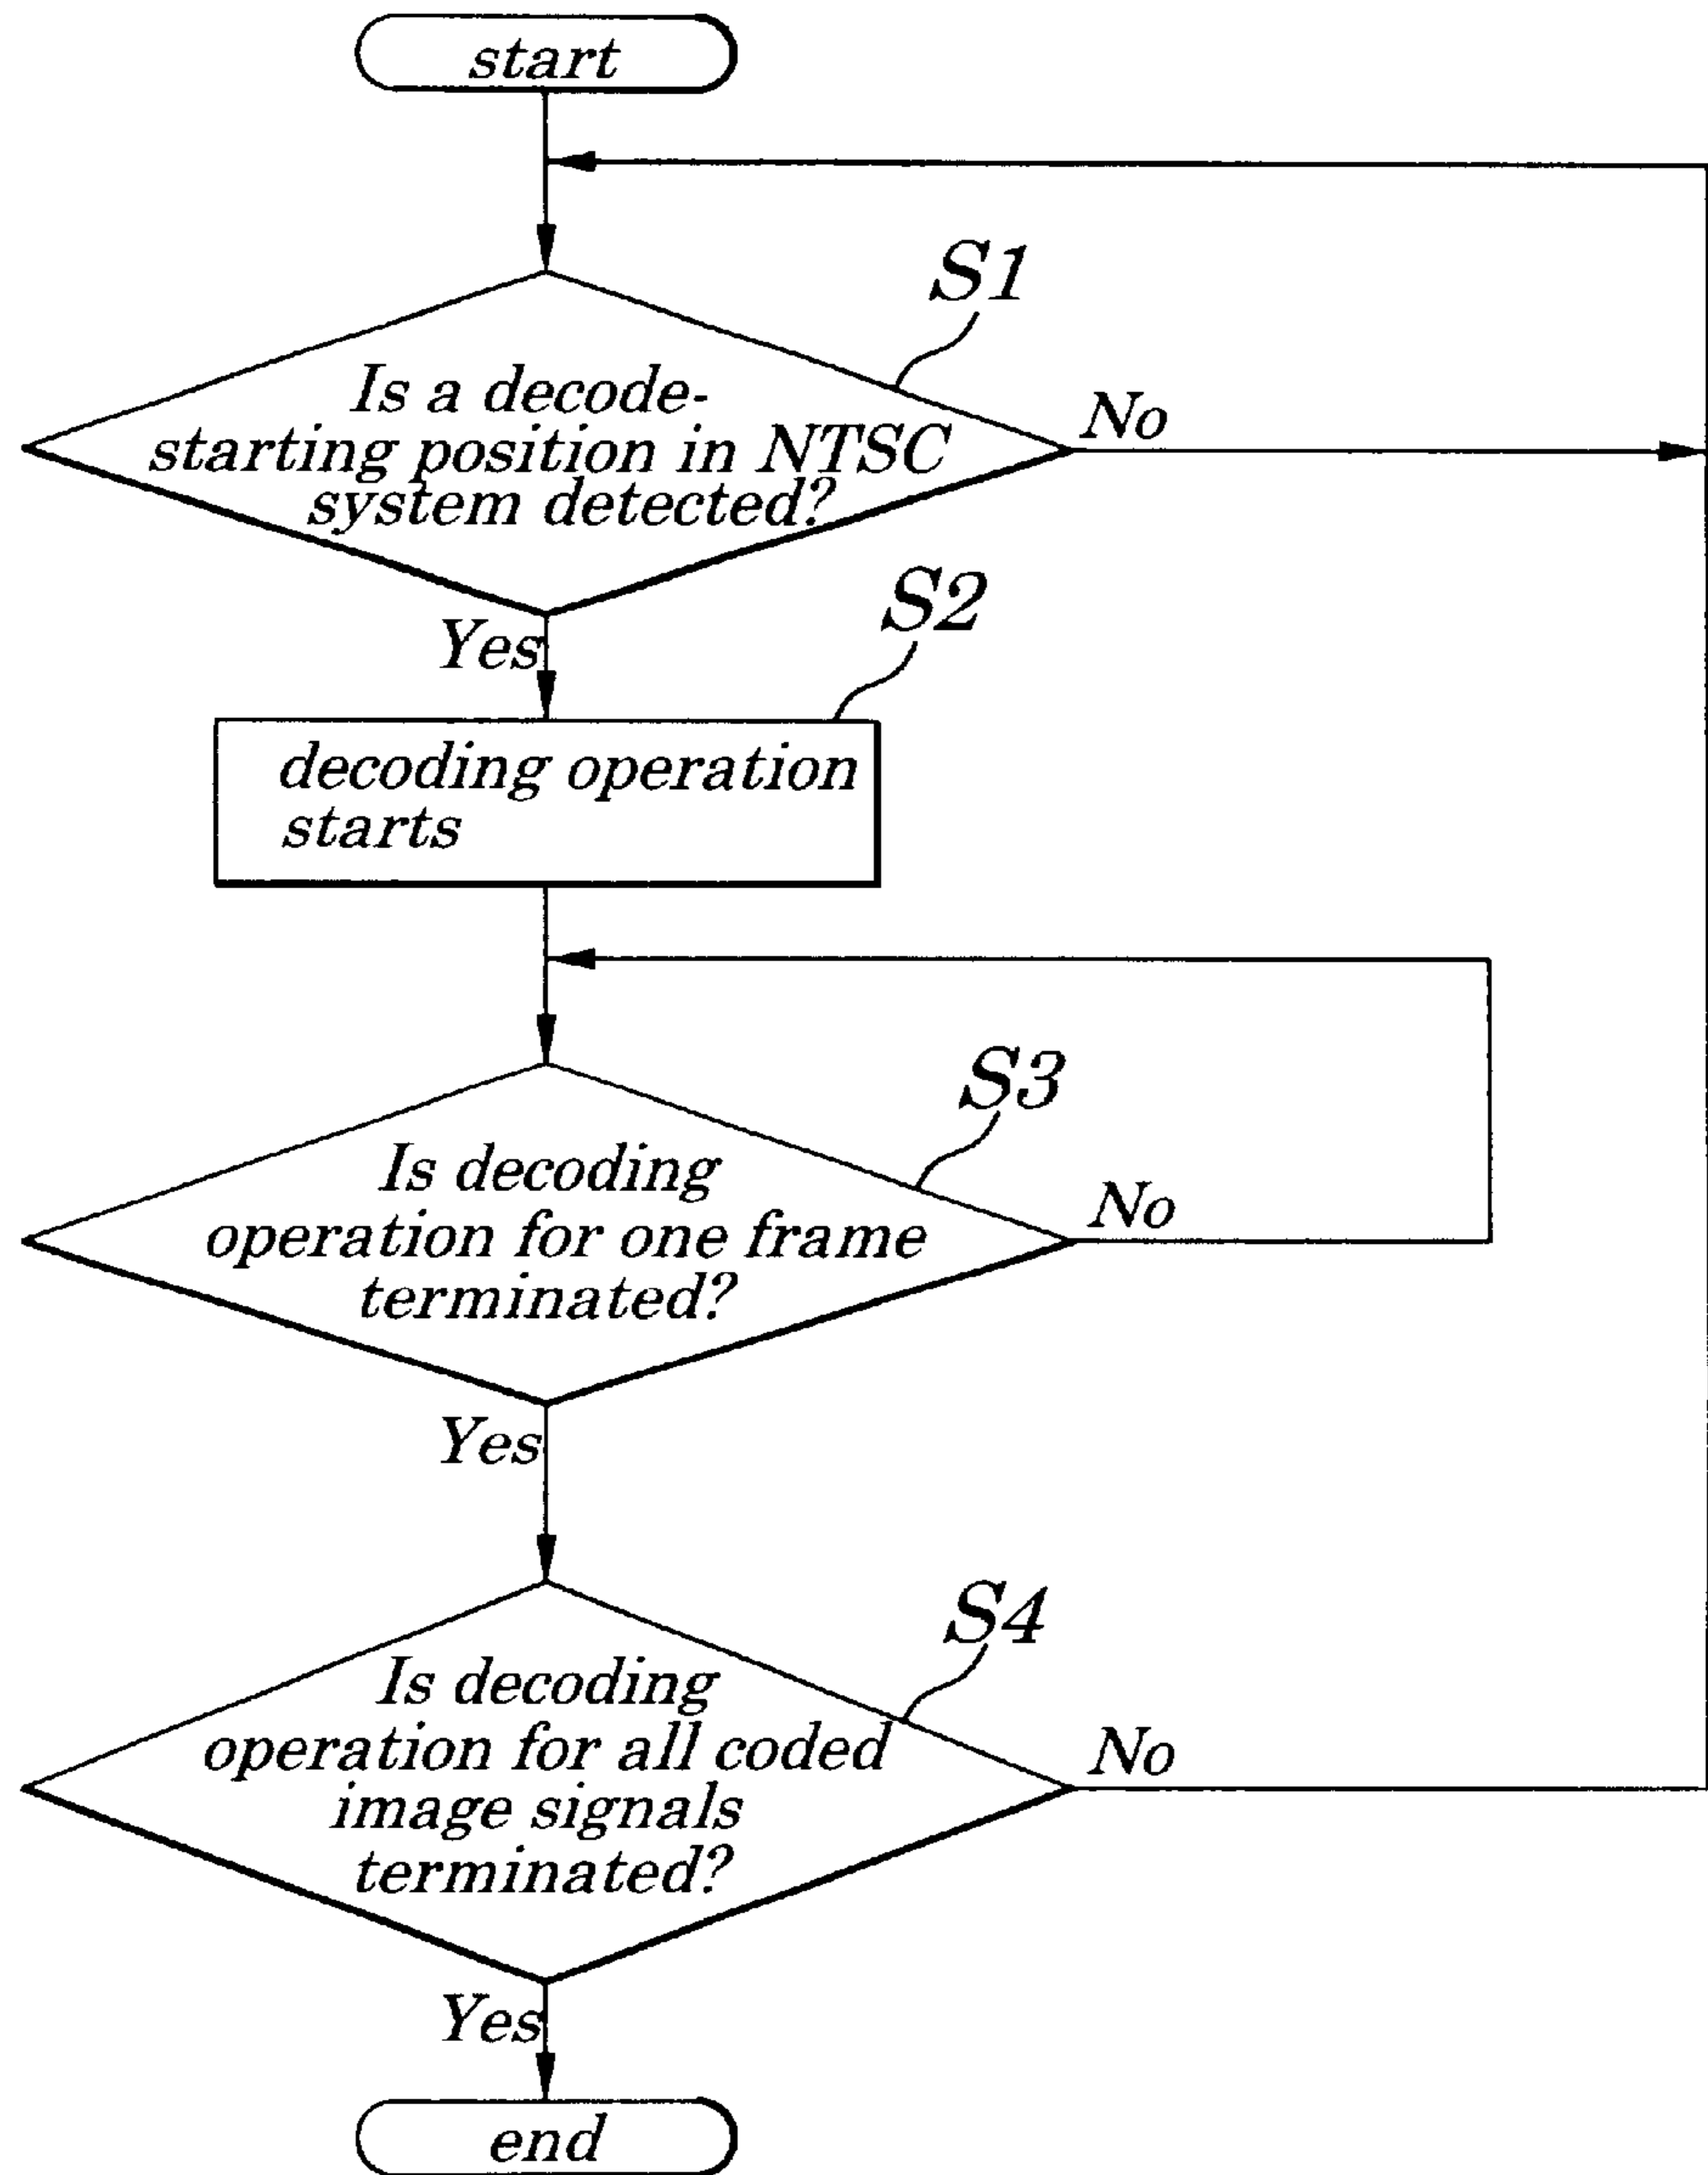 start
S1
Is a decode-
starting position in NTSC
system detected?
No
Yes
S2
decoding operation
starts
S3
Is decoding
operation for one frame
terminated?
No
Yes
S4
Is decoding
operation for all coded
image signals
terminated?
No
Yes
end